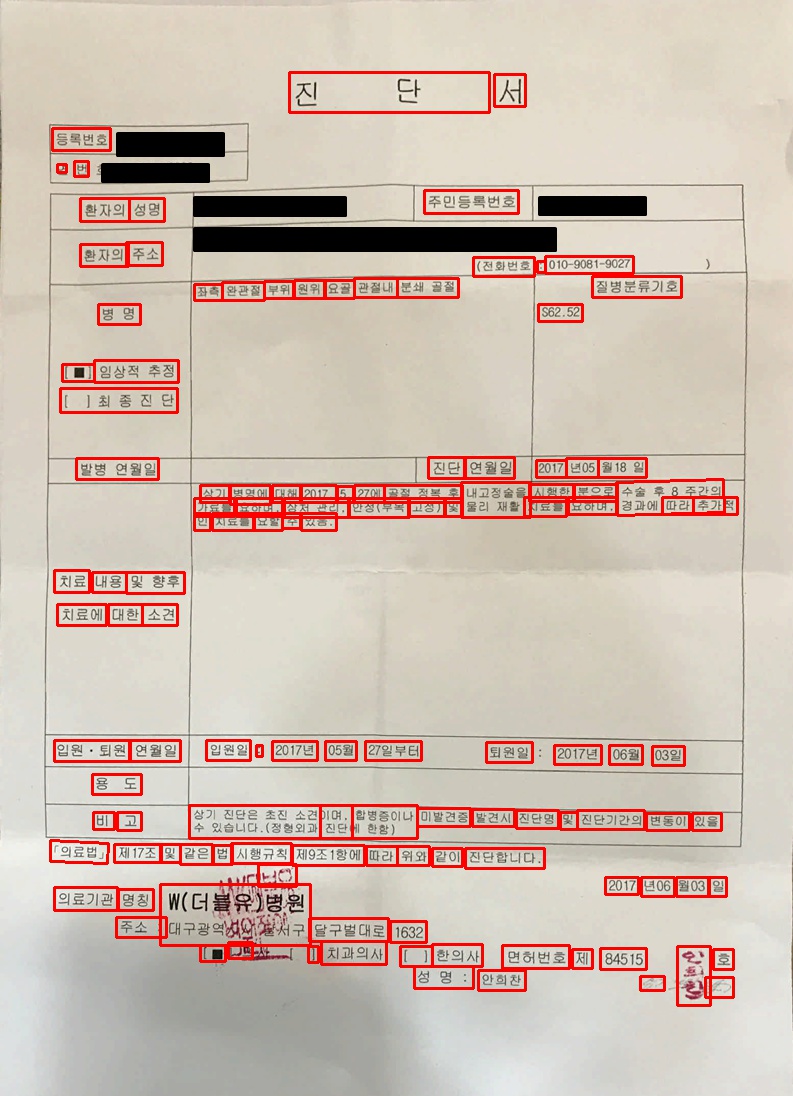 진 단 서
등록번호
환자의 성명 주민등록번호
환자의 주소
(전화번호 : 010-9081-9027 )
병 명 좌측 완관절 부위 원위 요골 관절내 분쇄 골절 질병분류기호
S62.52
[■] 임상적 추정
[ ] 최 종 진 단
발병 연월일 진단 연월일 2017 년05 월18 일
상기 병명에 대해 2017. 5. 27에 골절 정복 후 내고정술을 시행한 분으로 수술 후 8 주간의
가료를 요하며, 상처 관리, 안정(부목 고정) 및 물리 재활 치료를 요하며, 경과에 따라 추가적
인 치료를 요할 수 있음.
치료 내용 및 향후
치료에 대한 소견
입원·퇴원 연월일 입원일 : 2017년 05월 27일부터 퇴원일 : 2017년 06월 03일
용 도
비 고 상기 진단은 초진 소견이며, 합병증이나 미발견증 발견시 진단명 및 진단기간의 변동이 있을
수 있습니다.(정형외과 진단에 한함)
「의료법」 제17조 및 같은 법 시행규칙 제9조1항에 따라 위와 같이 진단합니다.
2017 년06 월03 일
의료기관 명칭 W(더블유)병원
주소 : 대구광역시 달서구 달구벌대로 1632
[■] 의사 [ ] 치과의사 [ ] 한의사 면허번호 제 84515 호
성 명 : 안희찬